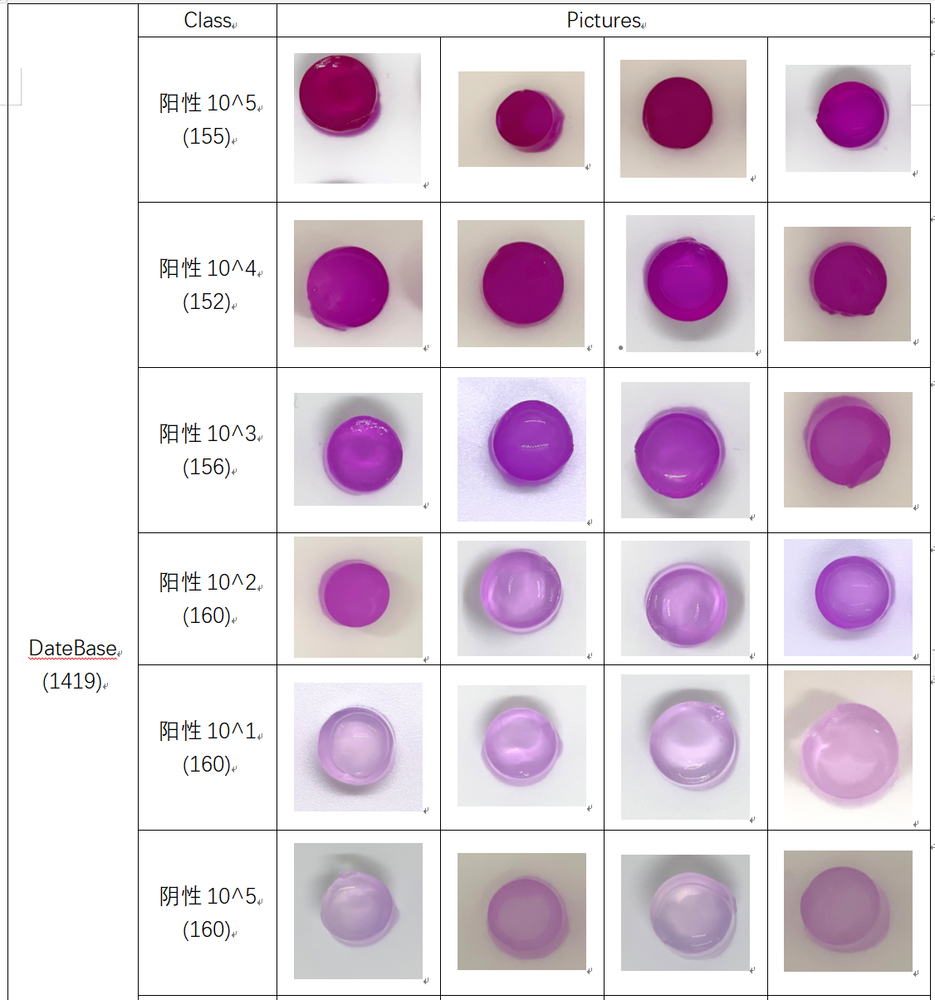 Class
Pictures
阳性 10^5
(155)
阳性 10^4
(152)
阳性 10^3
(156)
阳性 10^2
(160)
DateBase
(1419)
阳性 10^1
(160)
阴性 10^5
(160)